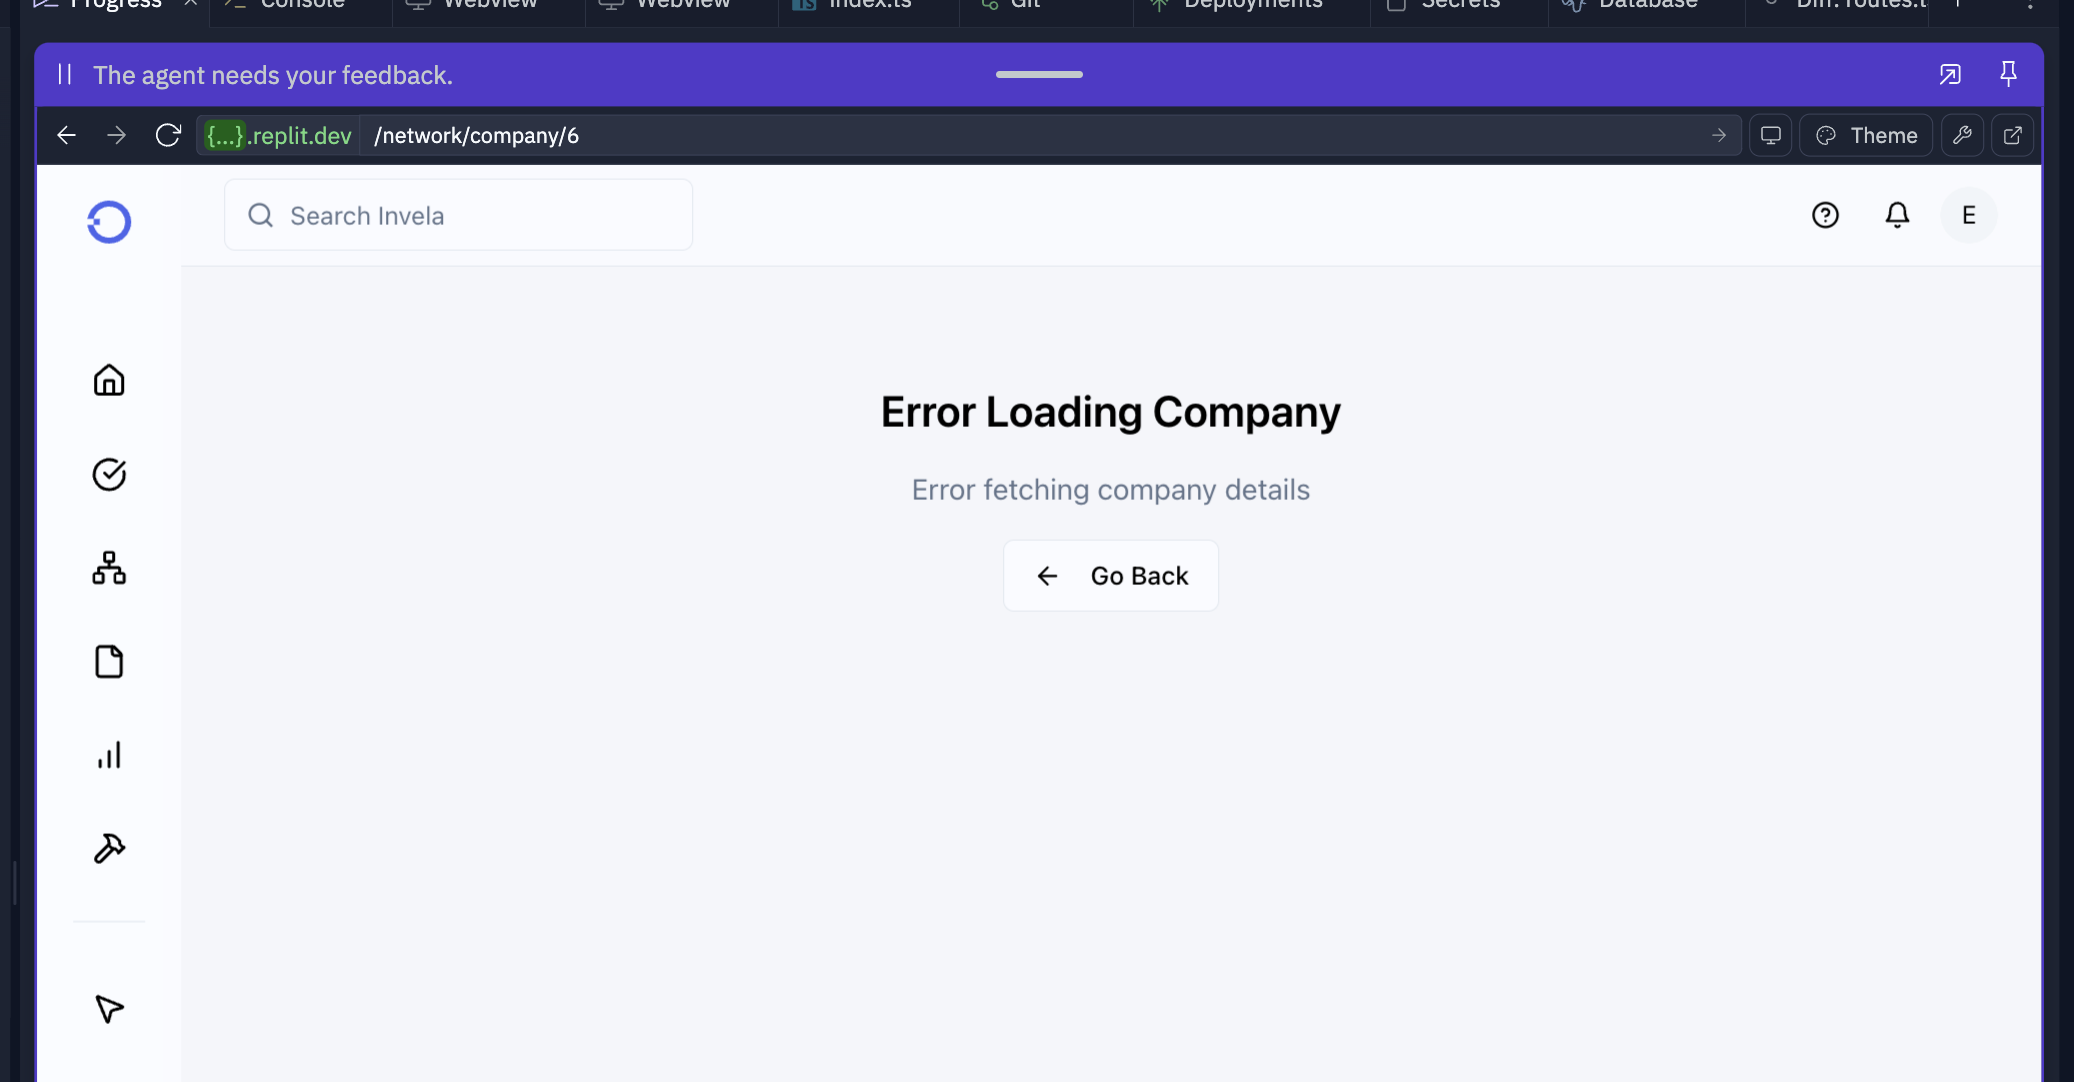 Progress Console Webview Webview index.ts Git Deployments Secrets Database Diff: routes.t
The agent needs your feedback.
{...}.replit.dev /network/company/6 Theme
Search Invela E
Error Loading Company
Error fetching company details
Go Back